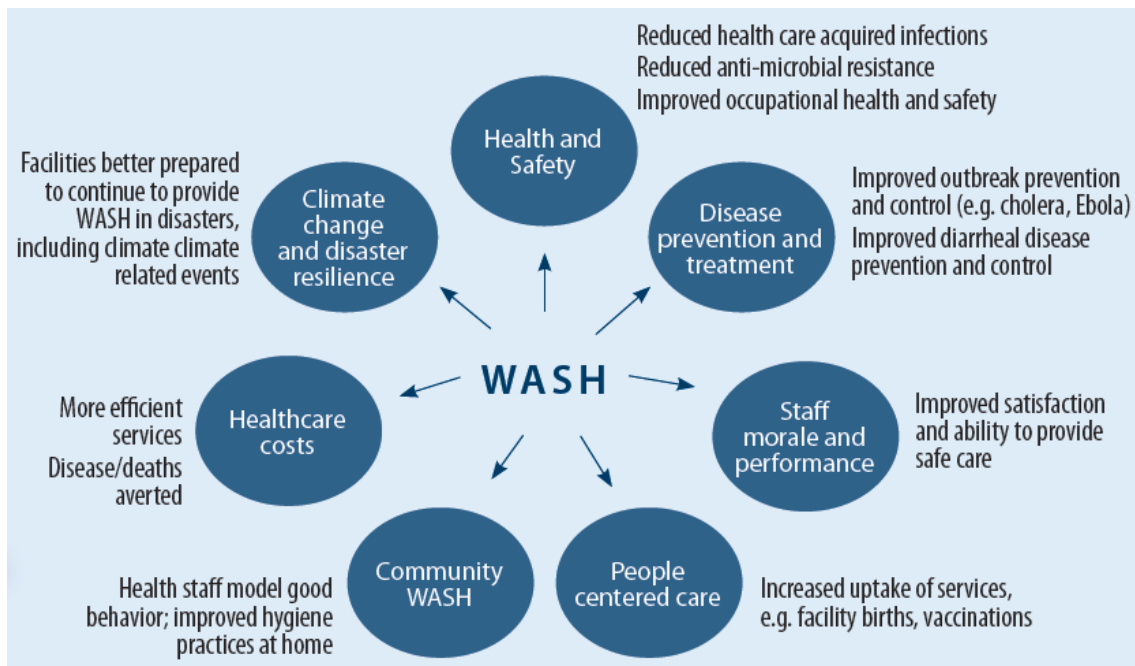 Reduced health care acquired infections
Reduced anti-microbial resistance
Improved occupational health and safety
Health and
Safety
Facilities better prepared
to continue to provide
WASH in disasters,
including climate climate
related events
Climate
change
and disaster
resilience
Disease
prevention and
treatment
Improved outbreak prevention
and control (e.g. cholera, Ebola)
Improved diarrheal disease
prevention and control
WASH
More efficient
services
Disease/deaths
averted
Healthcare
costs
Staff
morale and
performance
Improved satisfaction
and ability to provide
safe care
Health staff model good
behavior; improved hygiene
practices at home
Community
WASH
People
centered care
Increased uptake of services,
e.g. facility births, vaccinations